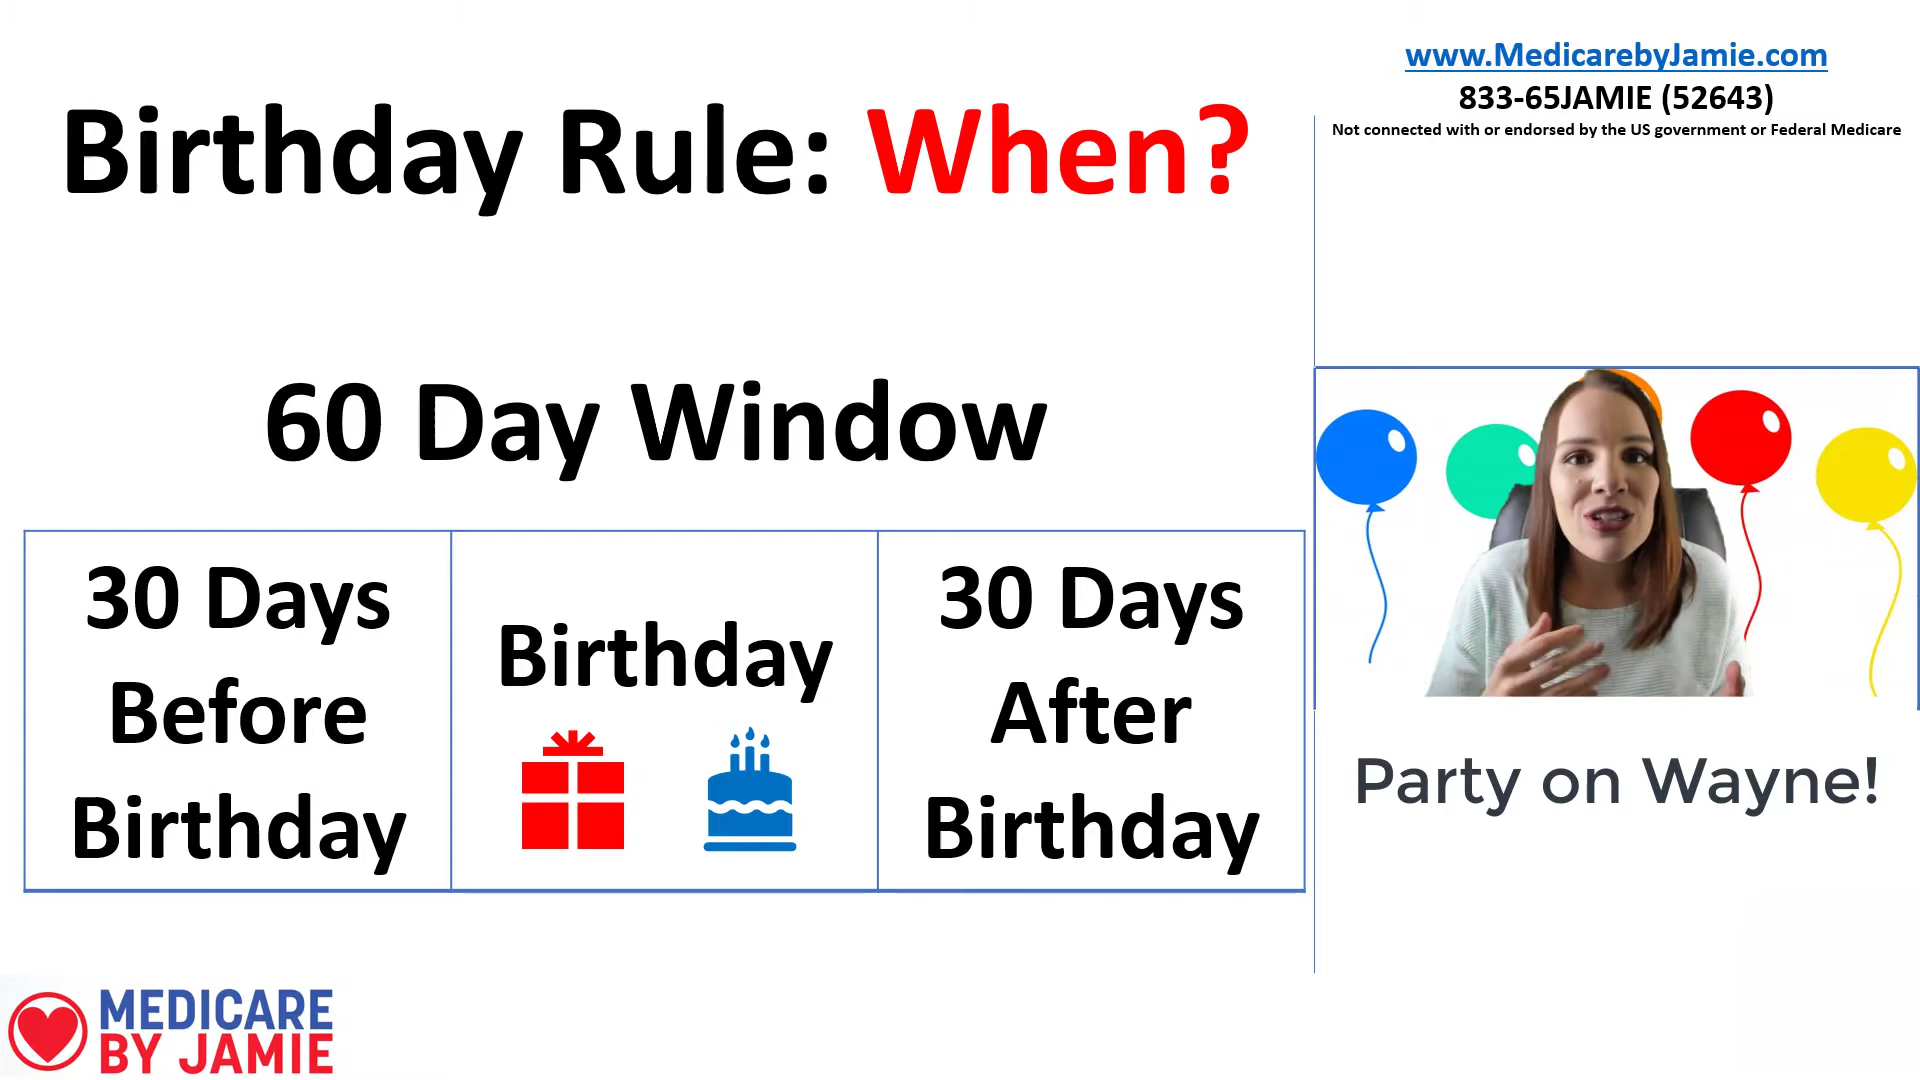 Birthday Rule: When?
60 Day Window
30 Days
Before
Birthday
Birthday
30 Days
After
Birthday
www.MedicarebyJamie.com
833-65JAMIE (52643)
Not connected with or endorsed by the US government or Federal Medicare
Party on Wayne!
MEDICARE
BY JAMIE